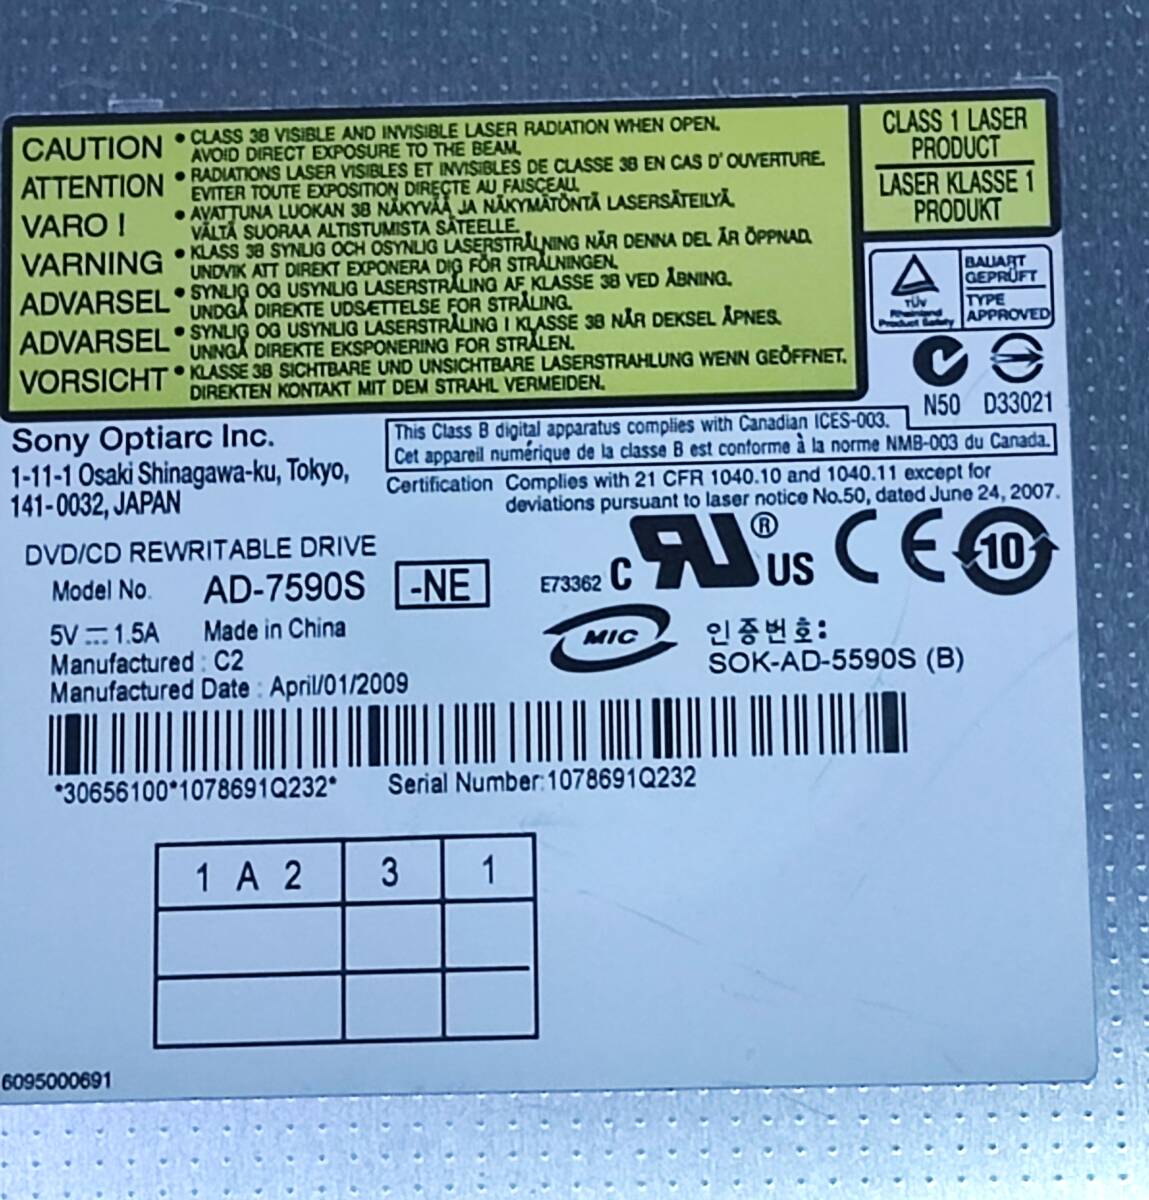 CAUTION • CLASS 3B VISIBLE AND INVISIBLE LASER RADIATION WHEN OPEN.
AVOID DIRECT EXPOSURE TO THE BEAM.
ATTENTION • RADIATIONS LASER VISIBLES ET INVISIBLES DE CLASSE 3B EN CAS D' OUVERTURE.
EVITER TOUTE EXPOSITION DIRECTE AU FAISCEAU.
VARO ! • AVATTUNA LUOKAN 3B NÄKYVÄÄ JA NÄKYMÄTÖNTÄ LASERSÄTEILYÄ.
VÄLTÄ SUORAA ALTISTUMISTA SÄTEELLE.
VARNING • KLASS 3B SYNLIG OCH OSYNLIG LASERSTRÅLNING NÄR DENNA DEL ÄR ÖPPNAD.
UNDVIK ATT DIREKT EXPONERA DIG FÖR STRÅLNINGEN.
ADVARSEL • SYNLIG OG USYNLIG LASERSTRÅLING AF KLASSE 3B VED ÅBNING.
UNDGÅ DIREKTE UDSÆTTELSE FOR STRÅLING.
ADVARSEL • SYNLIG OG USYNLIG LASERSTRÅLING I KLASSE 3B NÅR DEKSEL ÅPNES.
UNNGÅ DIREKTE EKSPONERING FOR STRÅLEN.
VORSICHT • KLASSE 3B SICHTBARE UND UNSICHTBARE LASERSTRAHLUNG WENN GEÖFFNET.
DIREKTEN KONTAKT MIT DEM STRAHL VERMEIDEN.
CLASS 1 LASER
PRODUCT
LASER KLASSE 1
PRODUKT
TÜV
Rheinland
Product Safety
BAUART
GEPRÜFT
TYPE
APPROVED
N50 D33021
Sony Optiarc Inc.
1-11-1 Osaki Shinagawa-ku, Tokyo,
141-0032, JAPAN
This Class B digital apparatus complies with Canadian ICES-003.
Cet appareil numérique de la classe B est conforme à la norme NMB-003 du Canada.
Certification Complies with 21 CFR 1040.10 and 1040.11 except for
deviations pursuant to laser notice No.50, dated June 24, 2007.
DVD/CD REWRITABLE DRIVE
Model No. AD-7590S -NE
E73362 C RU ® US CE 10
5V ⎓ 1.5A Made in China
Manufactured : C2
Manufactured Date : April/01/2009
MIC
인증번호:
SOK-AD-5590S (B)
*30656100*1078691Q232* Serial Number:1078691Q232
1 A 2 3 1
6095000691